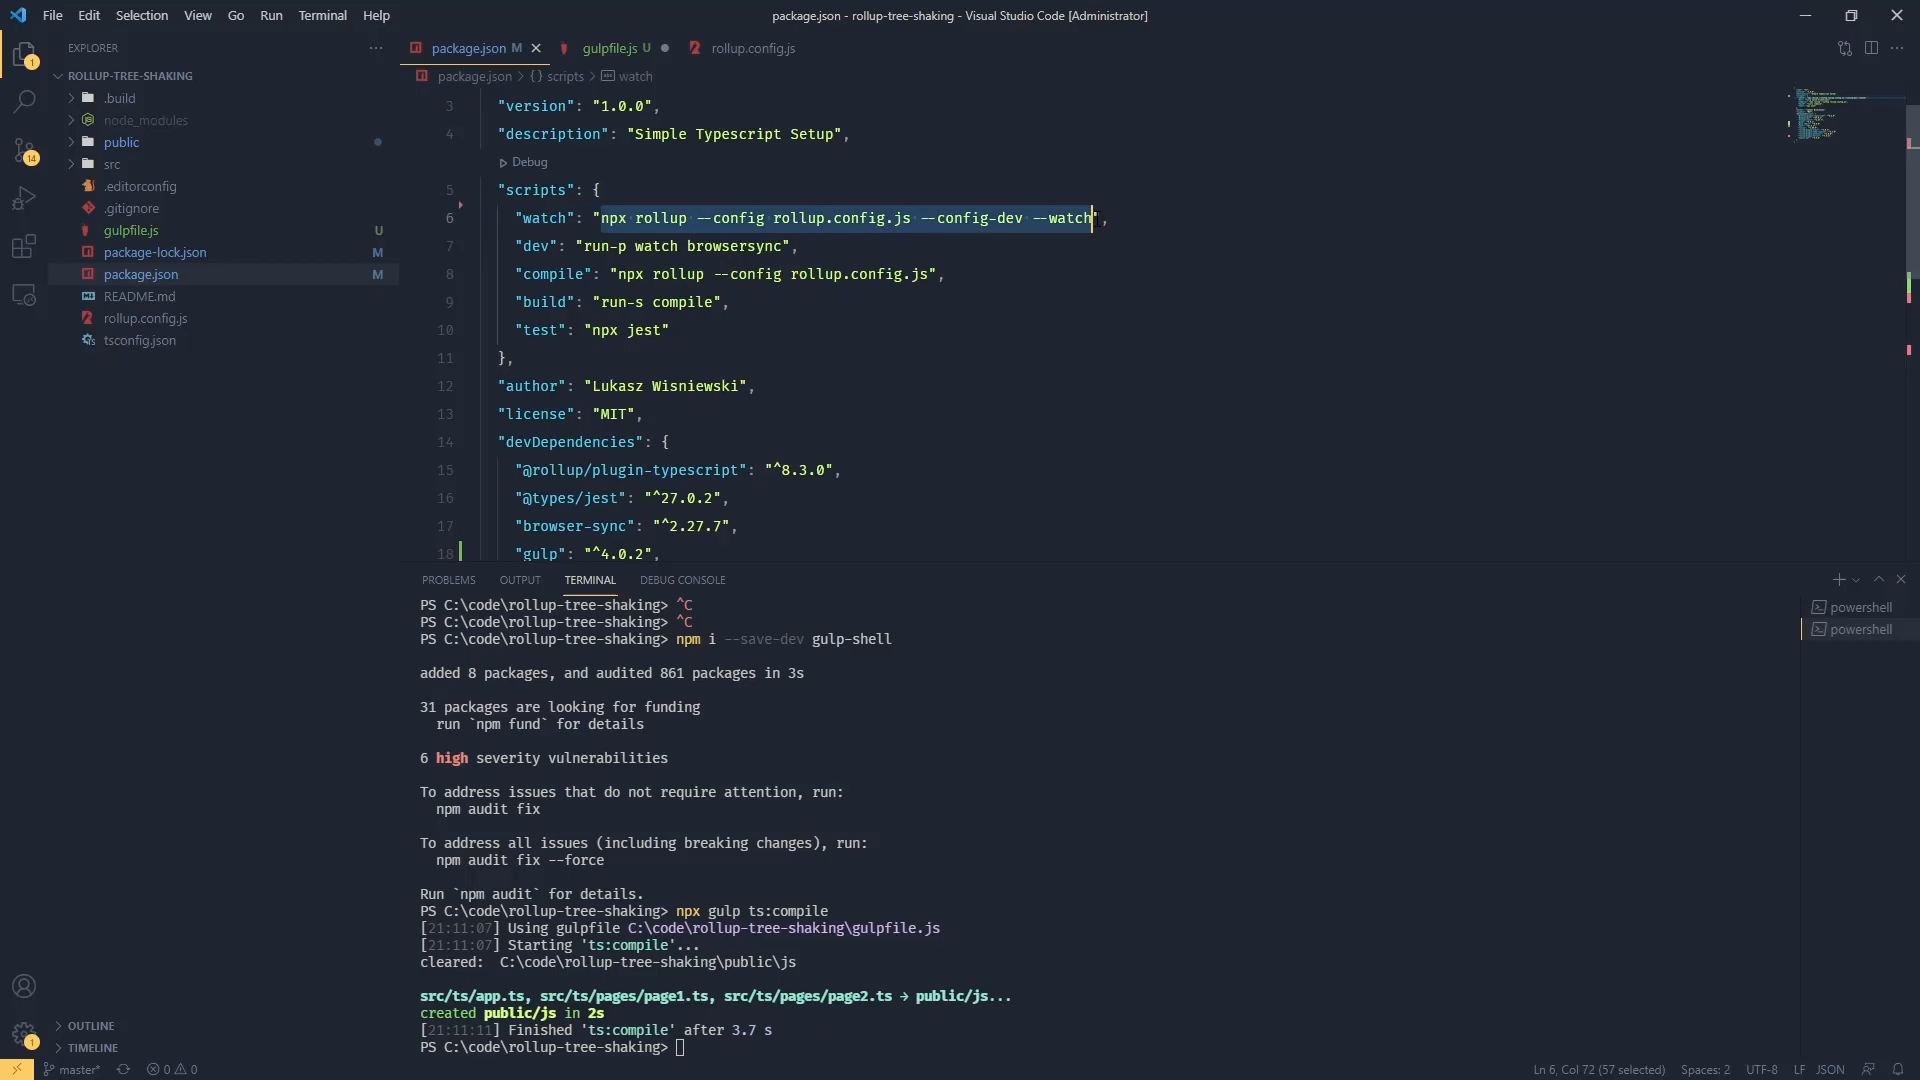 File Edit Selection View Go Run Terminal Help
package.json - rollup-tree-shaking - Visual Studio Code [Administrator]
EXPLORER
package.json M
gulpfile.js U
rollup.config.js
package.json > {} scripts > watch
ROLLUP-TREE-SHAKING
.build
node_modules
public
src
.editorconfig
.gitignore
gulpfile.js U
package-lock.json M
package.json M
README.md
rollup.config.js
tsconfig.json
OUTLINE
TIMELINE
1
14
1
3 "version": "1.0.0",
4 "description": "Simple Typescript Setup",
Debug
5 "scripts": {
6 "watch": "npx rollup --config rollup.config.js --config-dev --watch",
7 "dev": "run-p watch browsersync",
8 "compile": "npx rollup --config rollup.config.js",
9 "build": "run-s compile",
10 "test": "npx jest"
11 },
12 "author": "Lukasz Wisniewski",
13 "license": "MIT",
14 "devDependencies": {
15 "@rollup/plugin-typescript": "^8.3.0",
16 "@types/jest": "^27.0.2",
17 "browser-sync": "^2.27.7",
18 "gulp": "^4.0.2",
PROBLEMS OUTPUT TERMINAL DEBUG CONSOLE
powershell
powershell
PS C:\code\rollup-tree-shaking> ^C
PS C:\code\rollup-tree-shaking> ^C
PS C:\code\rollup-tree-shaking> npm i --save-dev gulp-shell
added 8 packages, and audited 861 packages in 3s
31 packages are looking for funding
run `npm fund` for details
6 high severity vulnerabilities
To address issues that do not require attention, run:
npm audit fix
To address all issues (including breaking changes), run:
npm audit fix --force
Run `npm audit` for details.
PS C:\code\rollup-tree-shaking> npx gulp ts:compile
[21:11:07] Using gulpfile C:\code\rollup-tree-shaking\gulpfile.js
[21:11:07] Starting 'ts:compile'...
cleared: C:\code\rollup-tree-shaking\public\js
src/ts/app.ts, src/ts/pages/page1.ts, src/ts/pages/page2.ts → public/js...
created public/js in 2s
[21:11:11] Finished 'ts:compile' after 3.7 s
PS C:\code\rollup-tree-shaking>
master* 0 0
Ln 6, Col 72 (57 selected) Spaces: 2 UTF-8 LF JSON